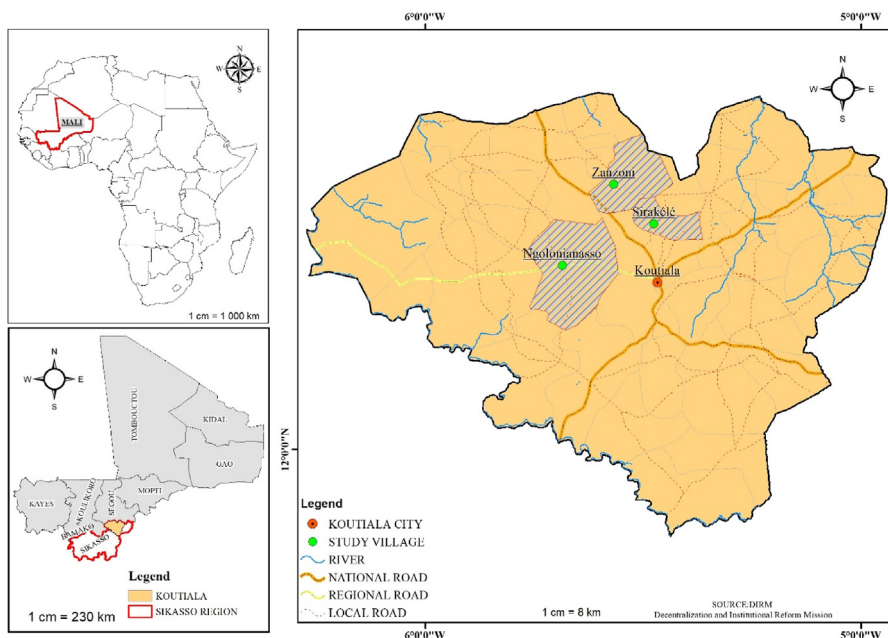 N
W E
S
MALI
1 cm = 1 000 km
N
W E
S
TOMBOUCTOU
KIDAL
GAO
MOPTI
SEGOU
KOULIKORO
KAYES
BAMAKO
SIKASSO
Legend
KOUTIALA
SIKASSO REGION
1 cm = 230 km
6°0'0"W
5°0'0"W
N
W E
S
Zanzoni
Sirakélé
Ngolonianasso
Koutiala
12°0'0"N
Legend
KOUTIALA CITY
STUDY VILLAGE
RIVER
NATIONAL ROAD
REGIONAL ROAD
LOCAL ROAD
1 cm = 8 km
SOURCE:DIRM
Decentralization and Institutional Reform Mission
6°0'0"W
5°0'0"W